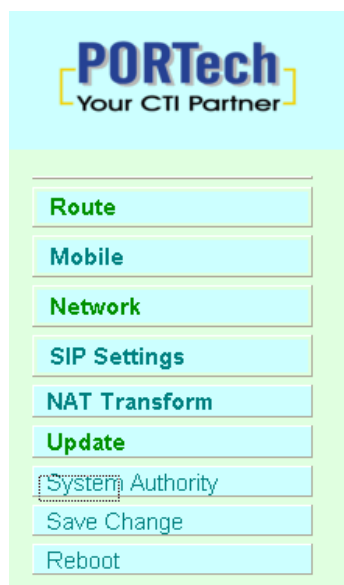 PORTech
Your CTI Partner
Route
Mobile
Network
SIP Settings
NAT Transform
Update
System Authority
Save Change
Reboot